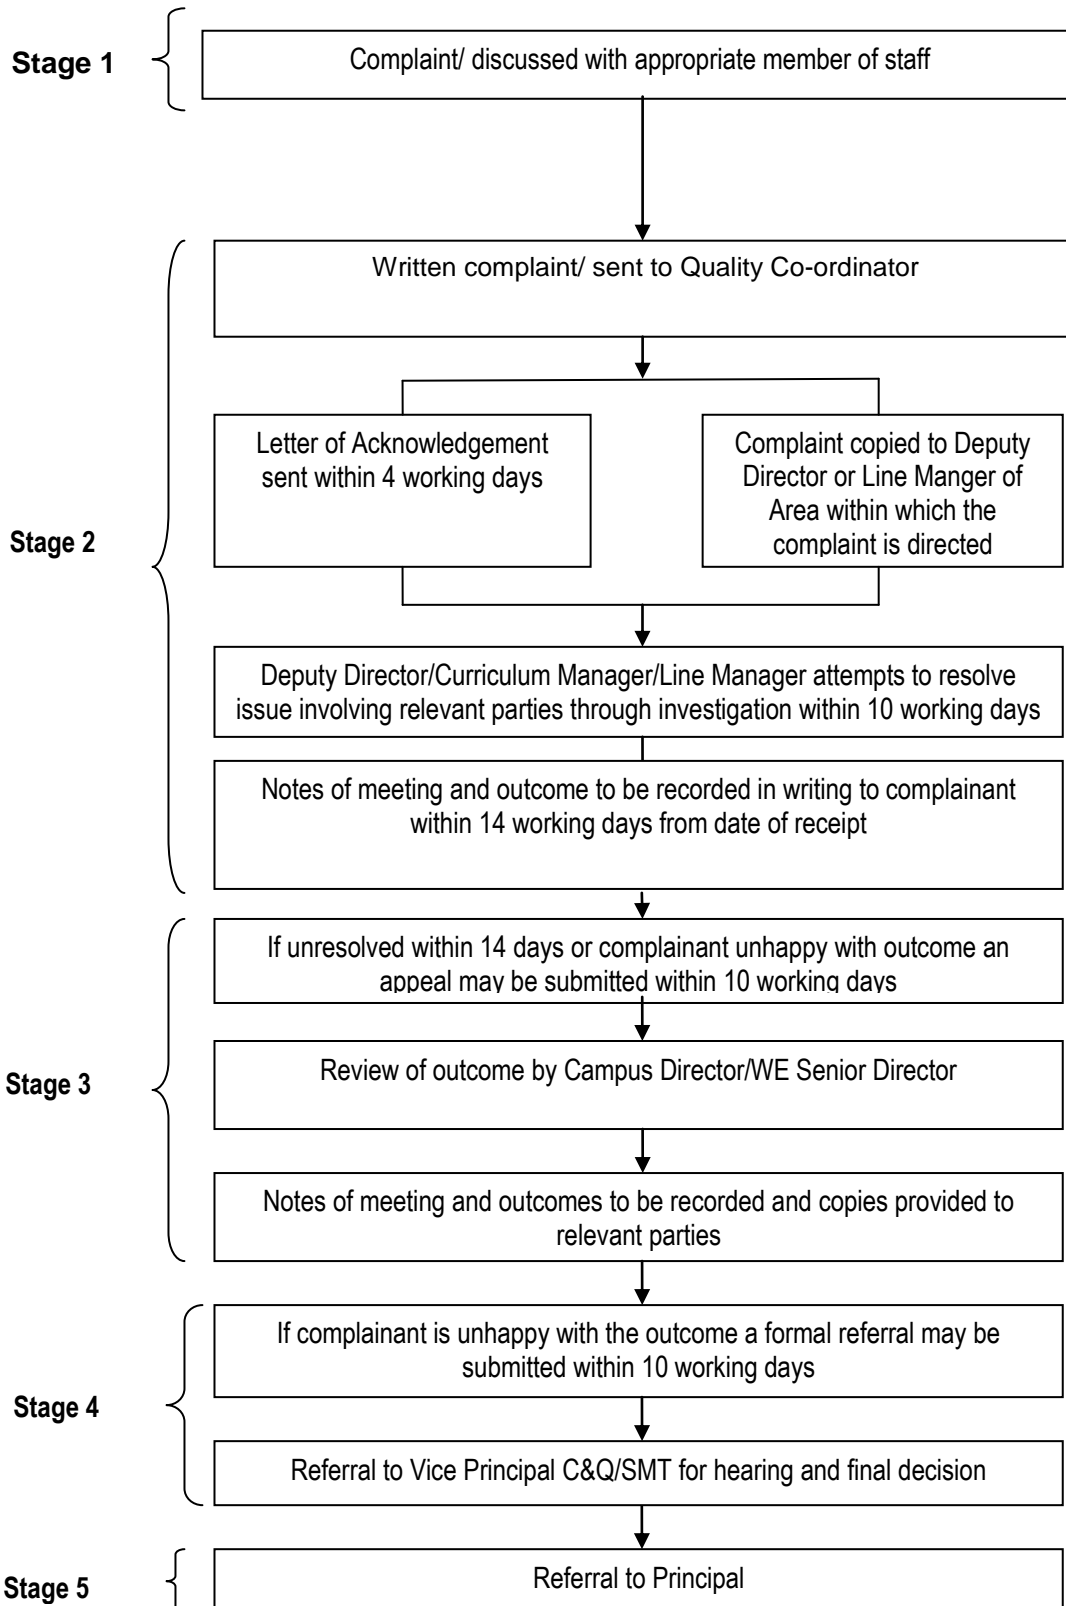 Stage 1
Complaint/ discussed with appropriate member of staff
Written complaint/ sent to Quality Co-ordinator
Letter of Acknowledgement
sent within 4 working days
Complaint copied to Deputy
Director or Line Manger of
Area within which the
complaint is directed
Stage 2
Deputy Director/Curriculum Manager/Line Manager attempts to resolve
issue involving relevant parties through investigation within 10 working days
Notes of meeting and outcome to be recorded in writing to complainant
within 14 working days from date of receipt
If unresolved within 14 days or complainant unhappy with outcome an
appeal may be submitted within 10 working days
Stage 3
Review of outcome by Campus Director/WE Senior Director
Notes of meeting and outcomes to be recorded and copies provided to
relevant parties
If complainant is unhappy with the outcome a formal referral may be
submitted within 10 working days
Stage 4
Referral to Vice Principal C&Q/SMT for hearing and final decision
Stage 5
Referral to Principal